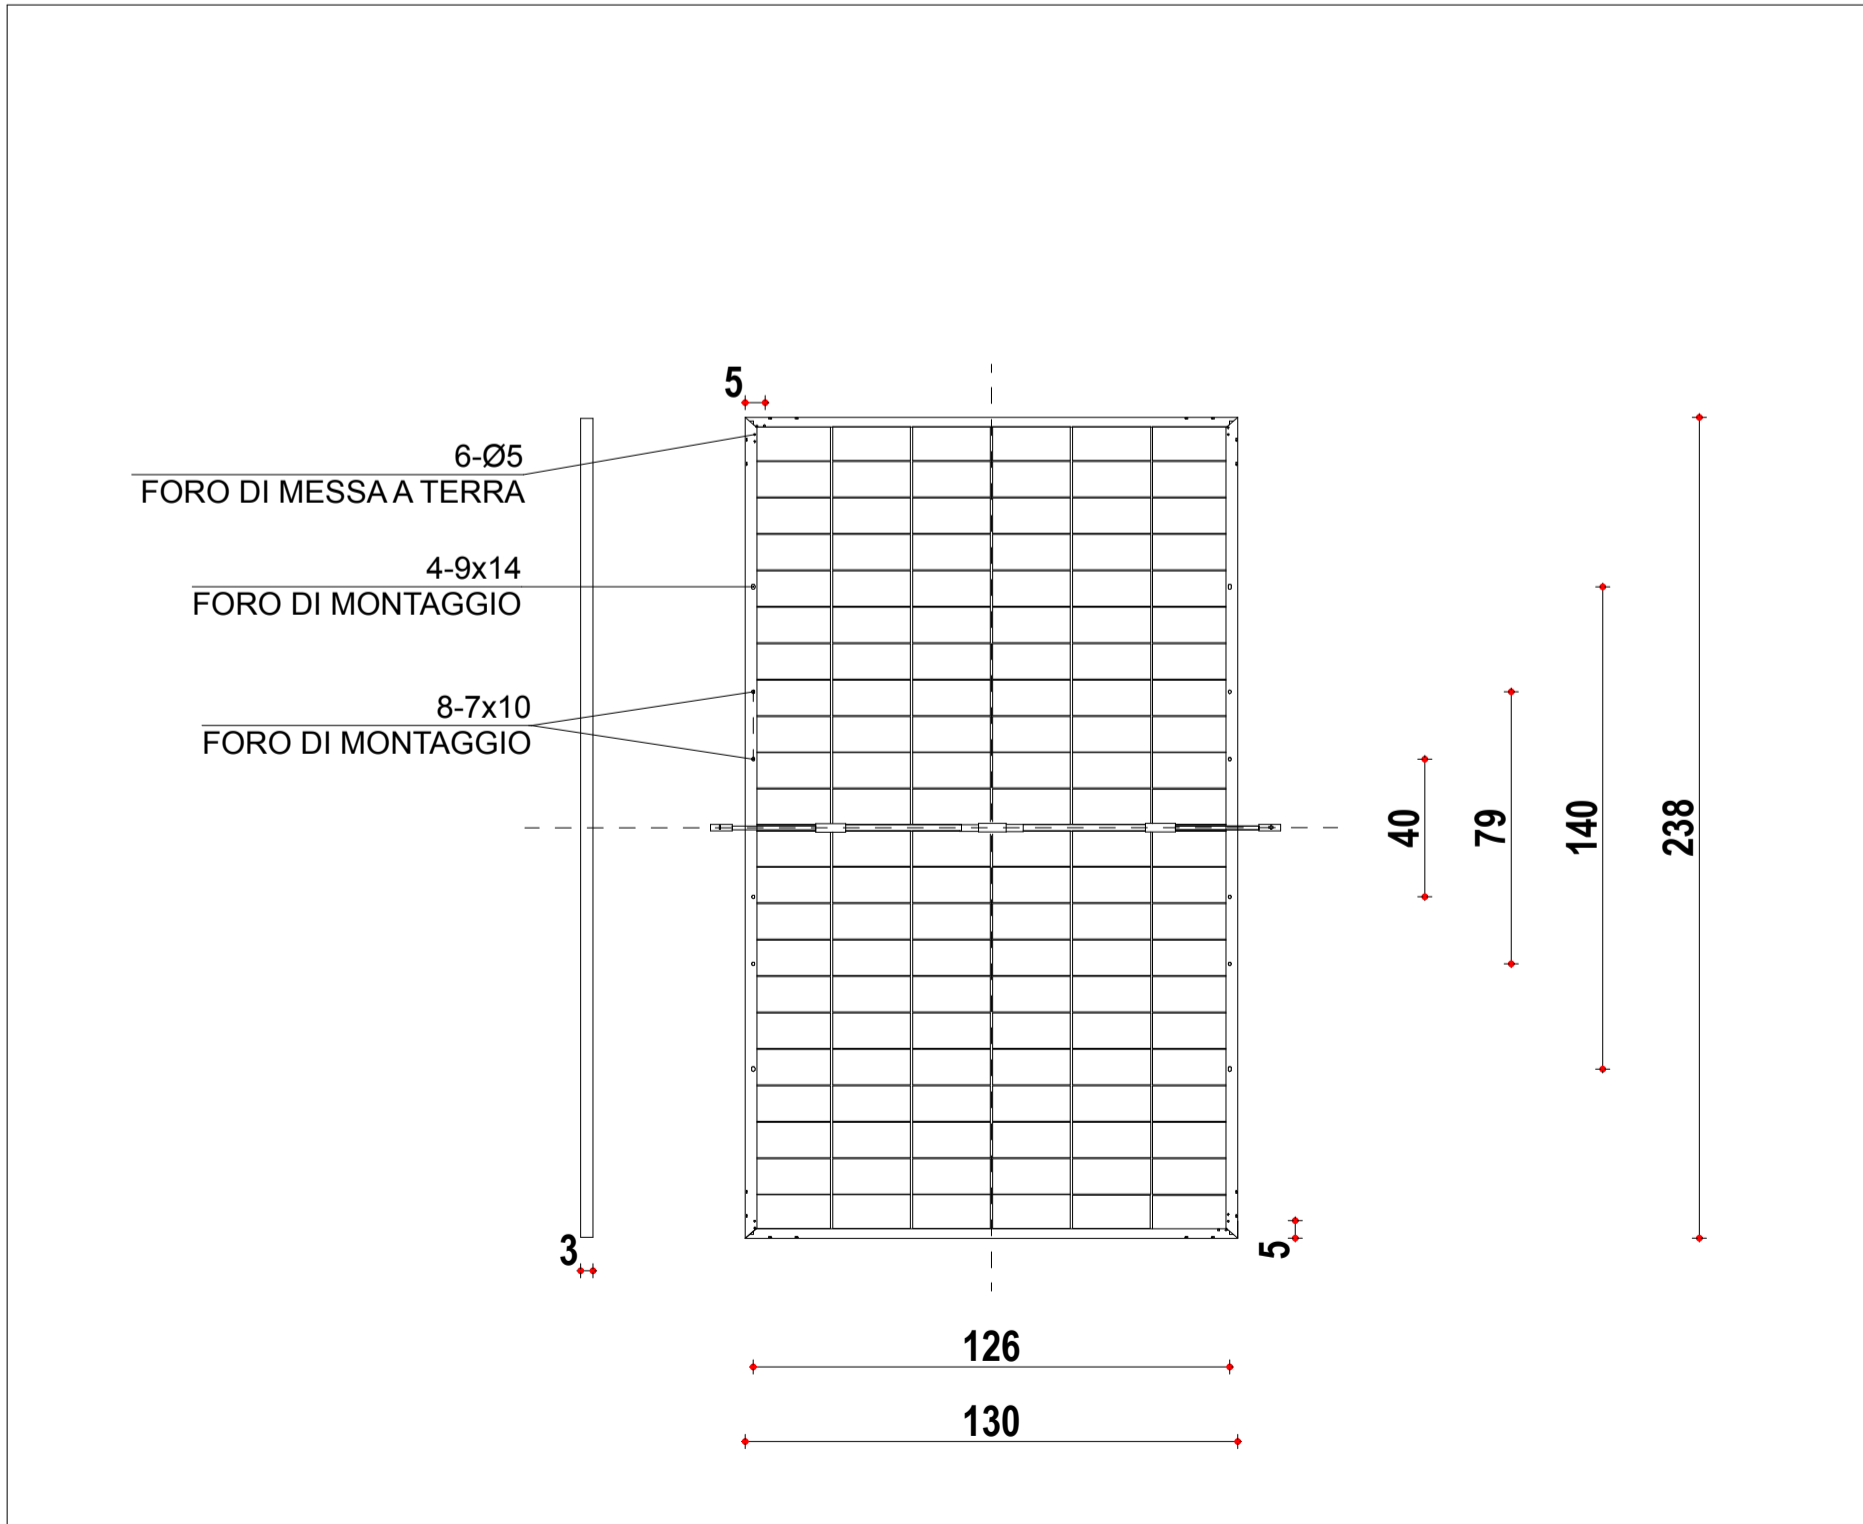 5
6-Ø5
FORO DI MESSA A TERRA
4-9x14
FORO DI MONTAGGIO
8-7x10
FORO DI MONTAGGIO
40
79
140
238
3
5
126
130